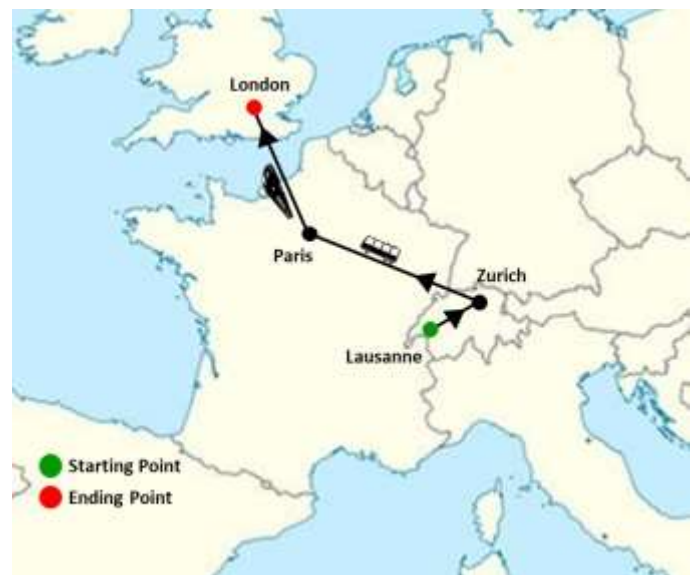 London
Paris
Zurich
Lausanne
Starting Point
Ending Point